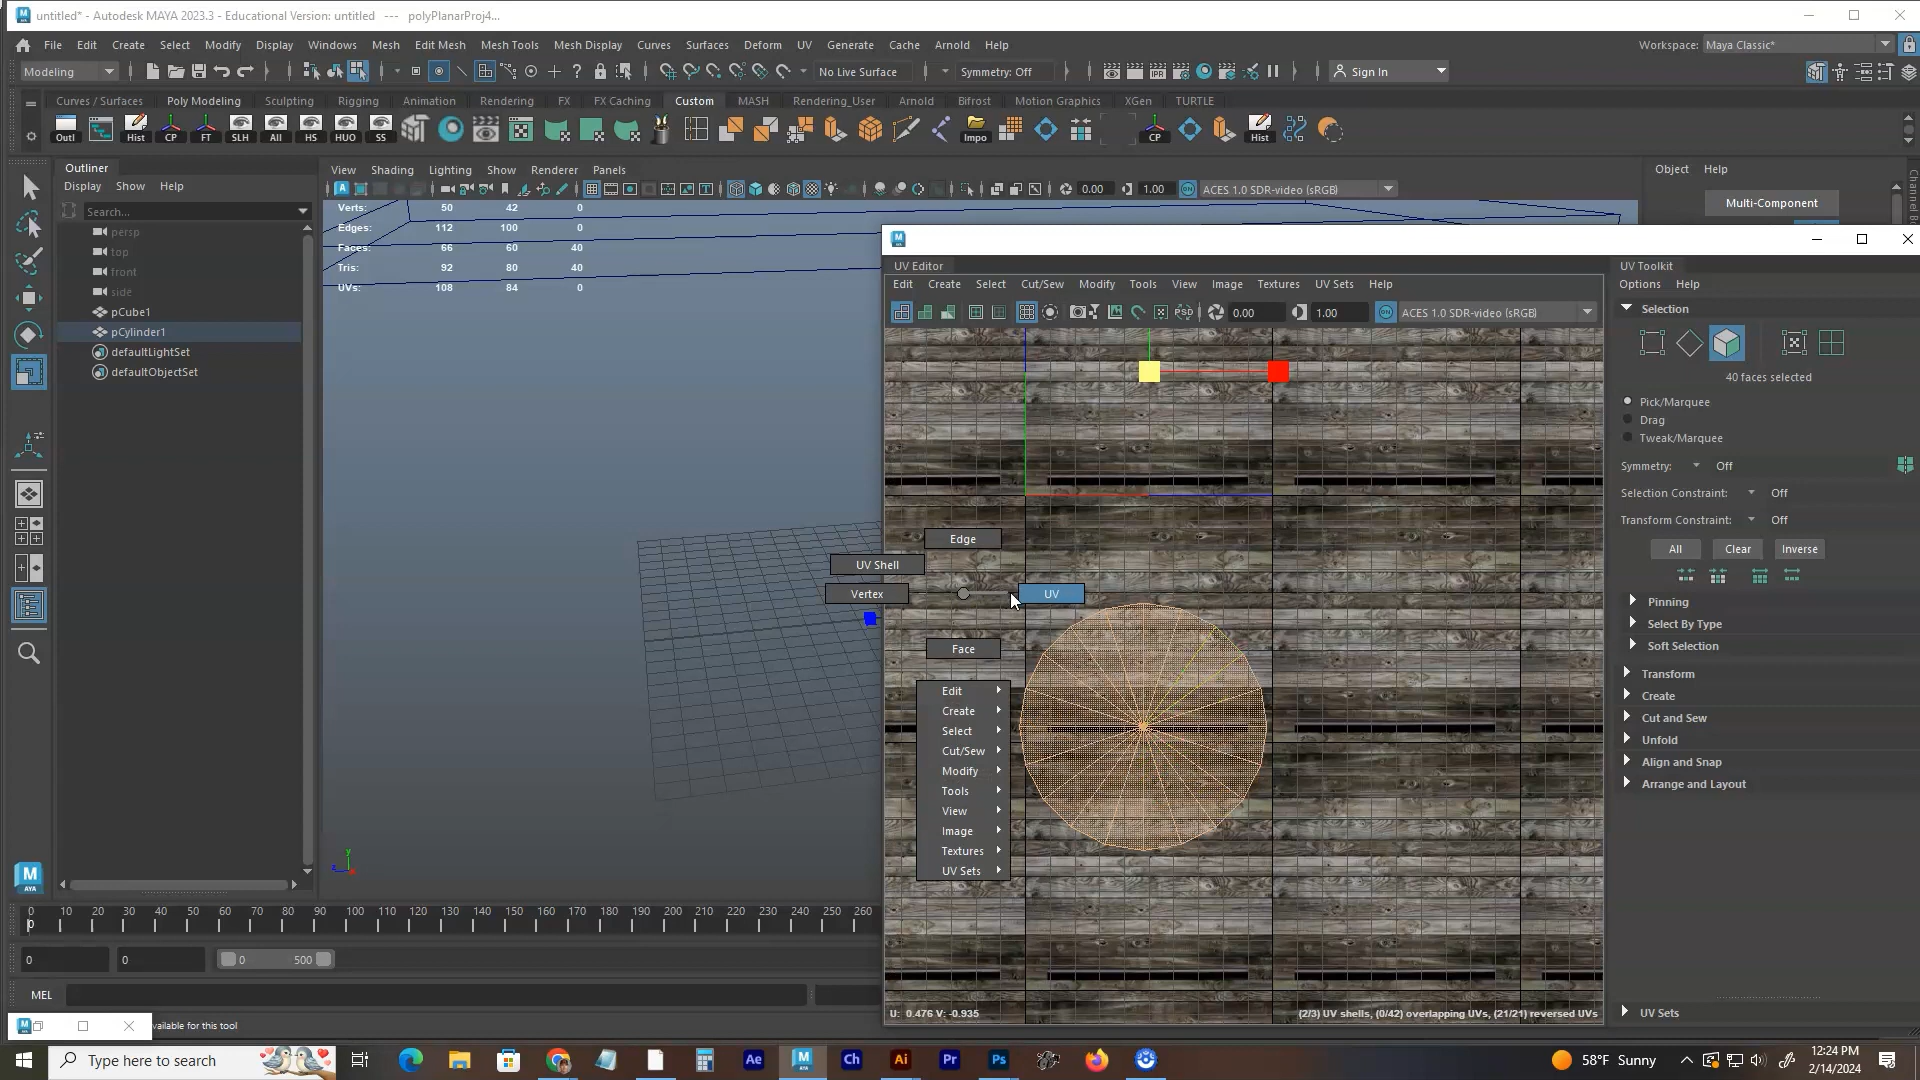 untitled* - Autodesk MAYA 2023.3 - Educational Version: untitled --- polyPlanarProj4...
File Edit Create Select Modify Display Windows Mesh Edit Mesh Mesh Tools Mesh Display Curves Surfaces Deform UV Generate Cache Arnold Help
Workspace: Maya Classic*
Modeling No Live Surface Symmetry: Off Sign In
Curves / Surfaces Poly Modeling Sculpting Rigging Animation Rendering FX FX Caching Custom MASH Rendering_User Arnold Bifrost Motion Graphics XGen TURTLE
Outl Hist CP FT SLH All HS HUO SS Impo CP Hist
Outliner
Display Show Help
Search...
persp
top
front
side
pCube1
pCylinder1
defaultLightSet
defaultObjectSet
View Shading Lighting Show Renderer Panels
0.00 1.00 ACES 1.0 SDR-video (sRGB)
Verts: 50 42 0
Edges: 112 100 0
Faces: 66 60 40
Tris: 92 80 40
UVs: 108 84 0
Object Help
Multi-Component
Channel B
UV Editor
Edit Create Select Cut/Sew Modify Tools View Image Textures UV Sets Help
0.00 1.00 ACES 1.0 SDR-video (sRGB)
Edge
UV Shell
Vertex UV
Face
Edit
Create
Select
Cut/Sew
Modify
Tools
View
Image
Textures
UV Sets
U: 0.476 V: -0.935 (2/3) UV shells, (0/42) overlapping UVs, (21/21) reversed UVs
UV Toolkit
Options Help
Selection
40 faces selected
Pick/Marquee
Drag
Tweak/Marquee
Symmetry: Off
Selection Constraint: Off
Transform Constraint: Off
All Clear Inverse
Pinning
Select By Type
Soft Selection
Transform
Create
Cut and Sew
Unfold
Align and Snap
Arrange and Layout
UV Sets
0 10 20 30 40 50 60 70 80 90 100 110 120 130 140 150 160 170 180 190 200 210 220 230 240 250 260
0
0 0 0 500
MEL
vailable for this tool
Type here to search
Ae Ch Ai Pr Ps
58°F Sunny
12:24 PM
2/14/2024